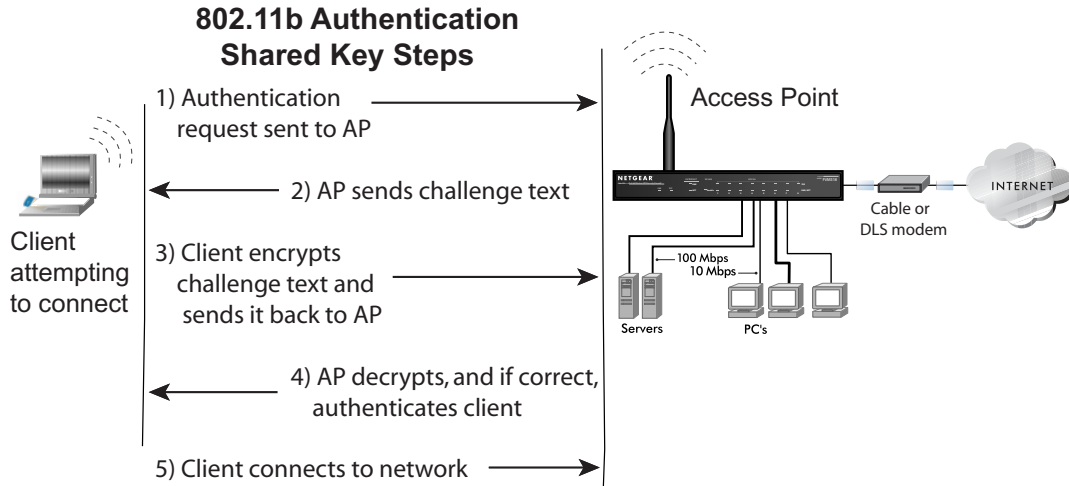 802.11b Authentication
Shared Key Steps
1) Authentication
request sent to AP
Access Point
2) AP sends challenge text
NETGEAR
INTERNET
Cable or
DLS modem
Client
attempting
to connect
3) Client encrypts
challenge text and
sends it back to AP
100 Mbps
10 Mbps
Servers
PC's
4) AP decrypts, and if correct,
authenticates client
5) Client connects to network